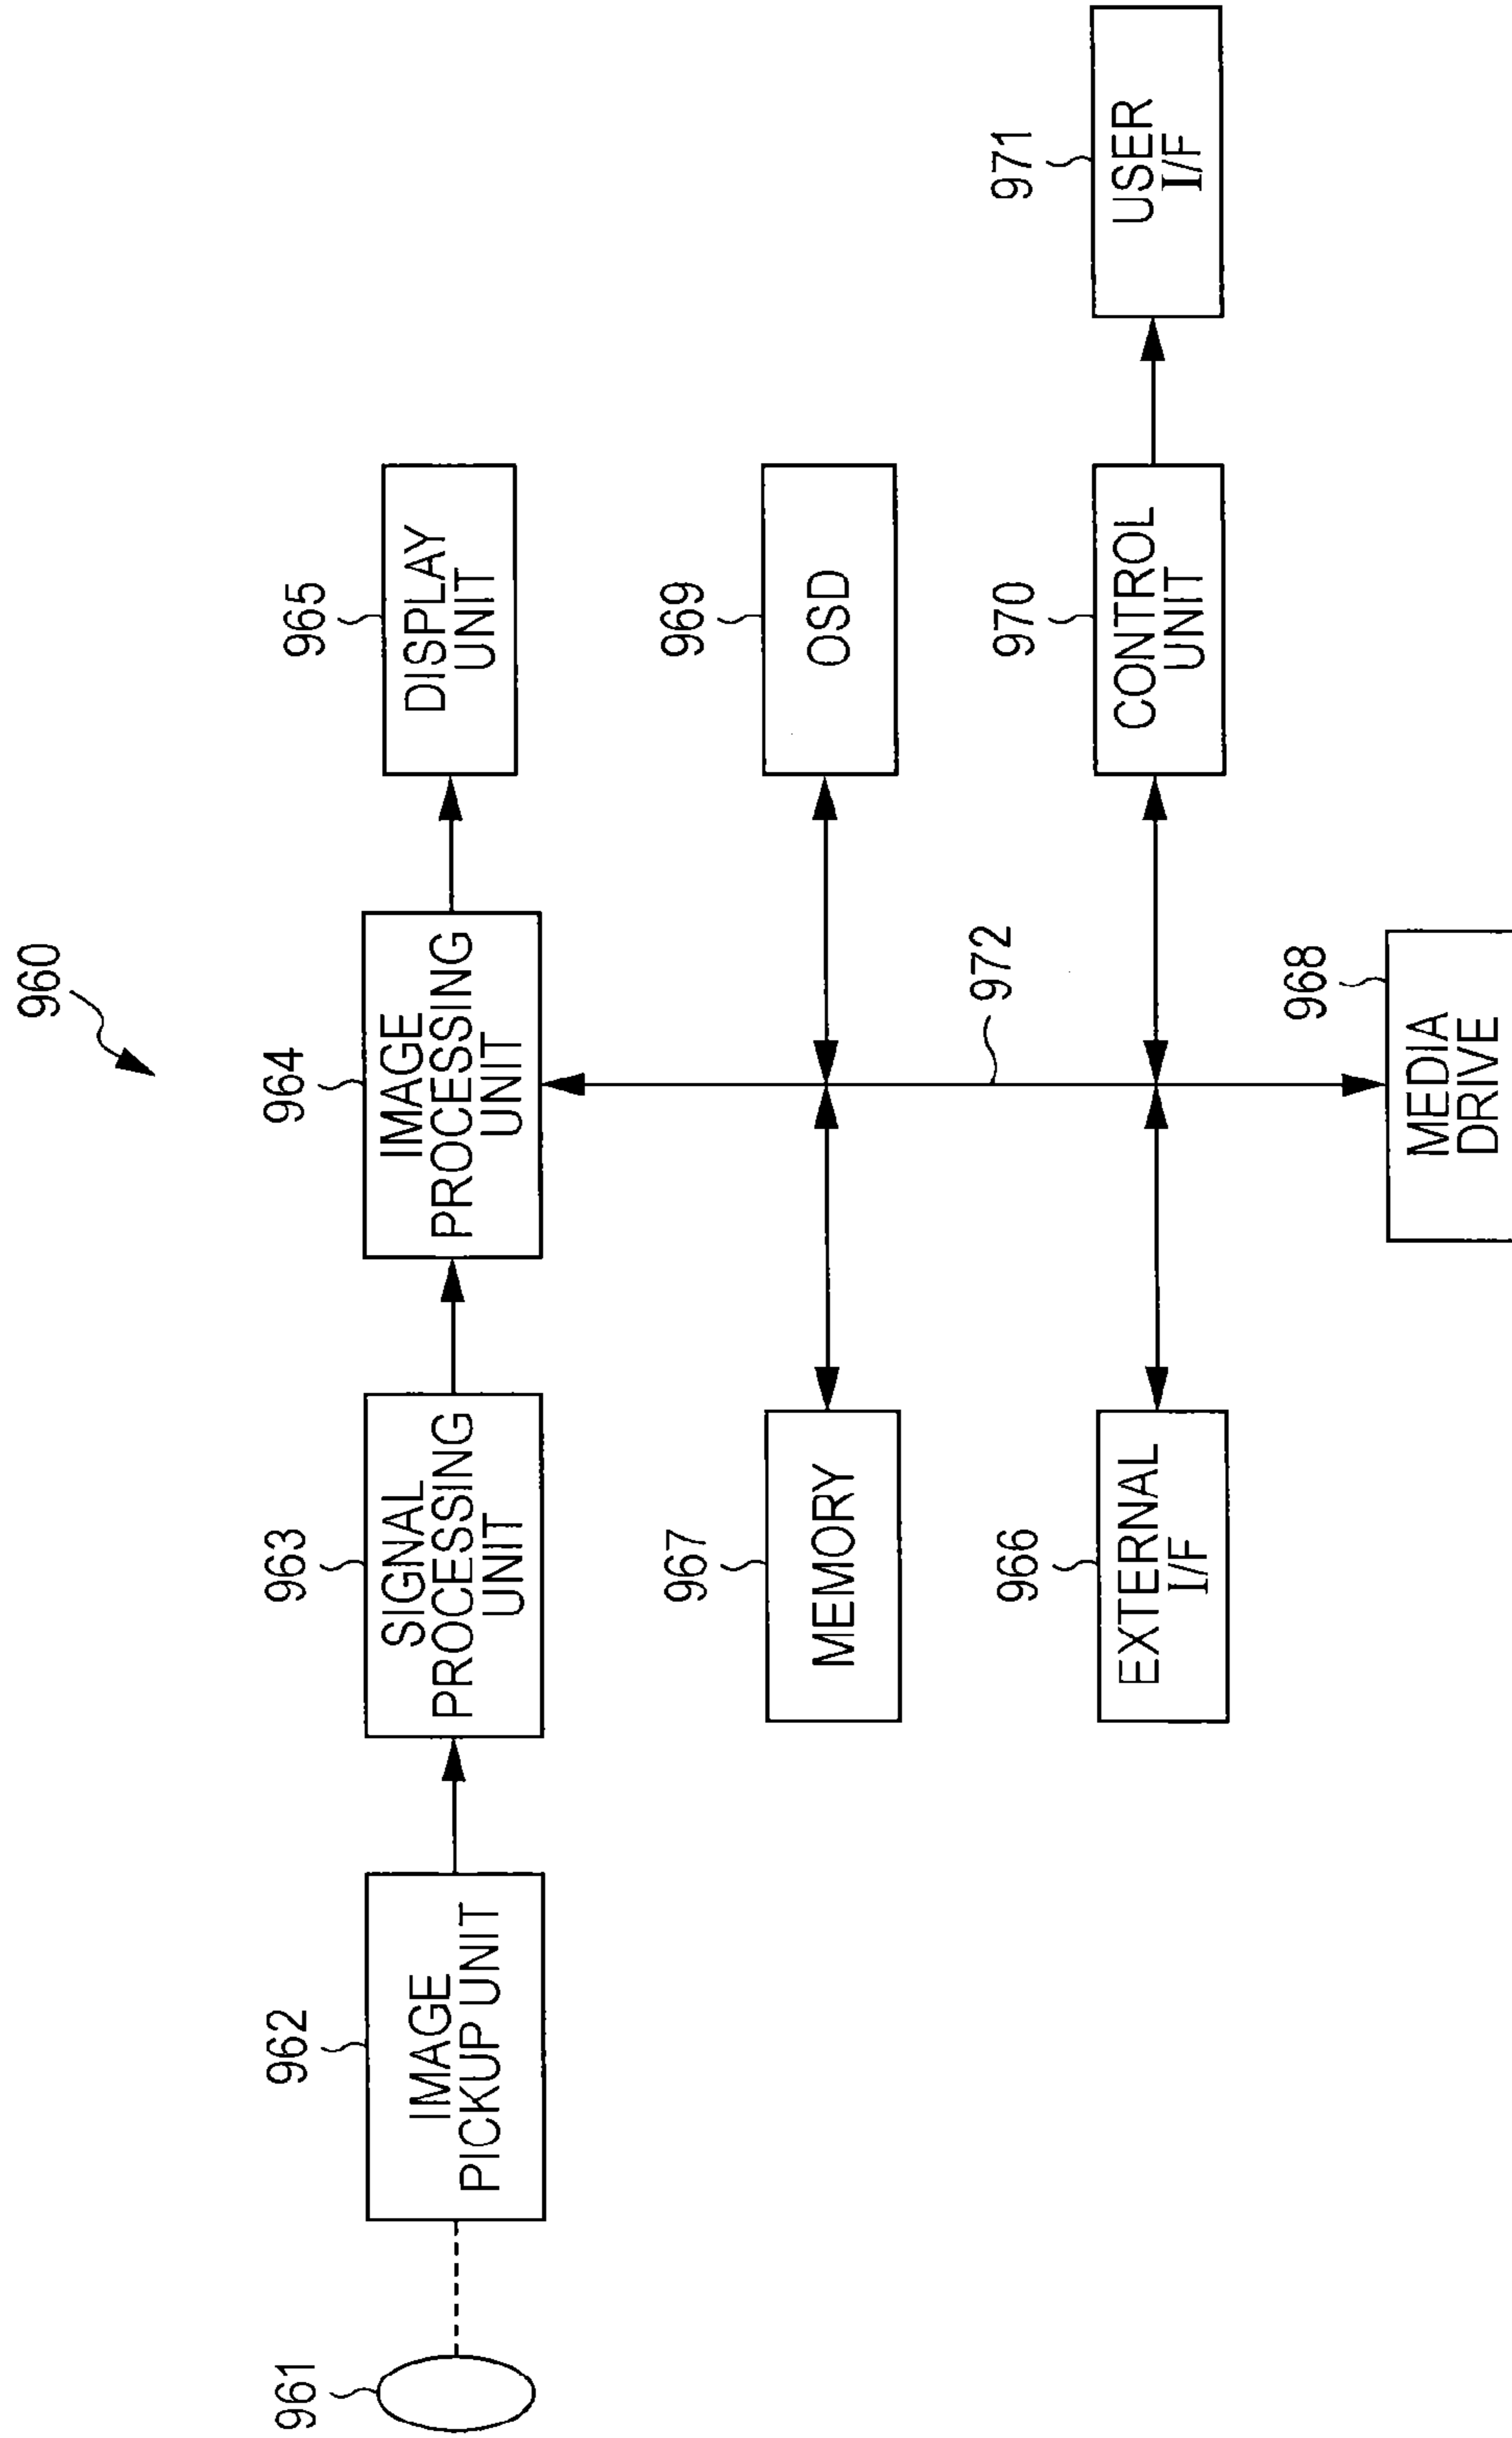 960
961
962
IMAGE
PICKUP UNIT
963
SIGNAL
PROCESSING
UNIT
964
IMAGE
PROCESSING
UNIT
965
DISPLAY
UNIT
967
MEMORY
969
OSD
972
966
EXTERNAL
I/F
970
CONTROL
UNIT
971
USER
I/F
968
MEDIA
DRIVE